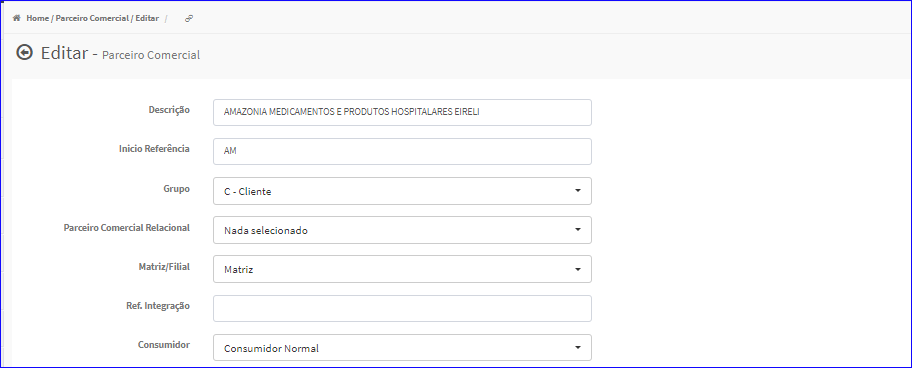 Home / Parceiro Comercial / Editar /
Editar - Parceiro Comercial
Descrição AMAZONIA MEDICAMENTOS E PRODUTOS HOSPITALARES EIRELI
Inicio Referência AM
Grupo C - Cliente
Parceiro Comercial Relacional Nada selecionado
Matriz/Filial Matriz
Ref. Integração
Consumidor Consumidor Normal